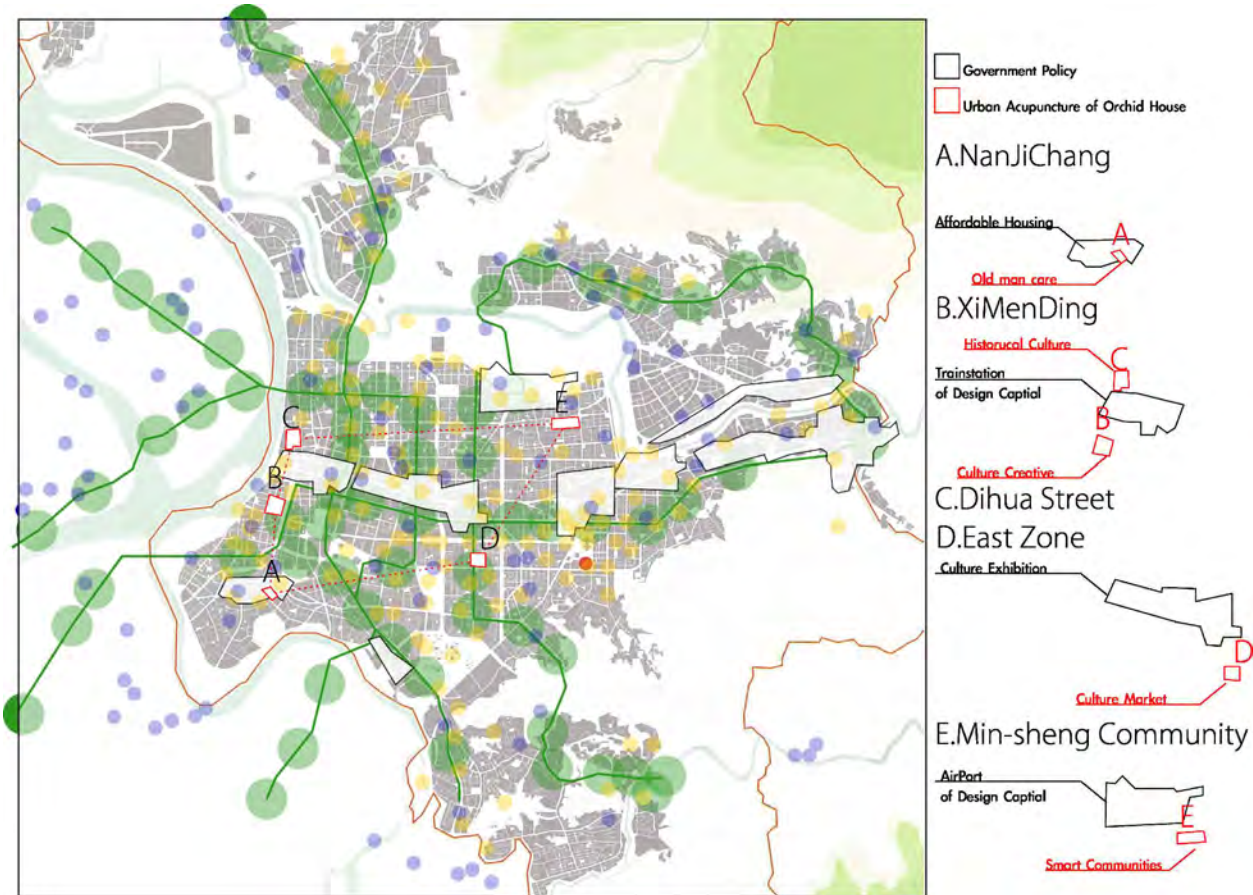 C
E
B
D
A
Government Policy
Urban Acupuncture of Orchid House
A.NanJiChang
Affordable Housing
A
Old man care
B.XiMenDing
Historucal Culture
C
Trainstation
of Design Captial
B
Culture Creative
C.Dihua Street
D.East Zone
Culture Exhibition
D
Culture Market
E.Min-sheng Community
AirPort
of Design Captial
E
Smart Communities